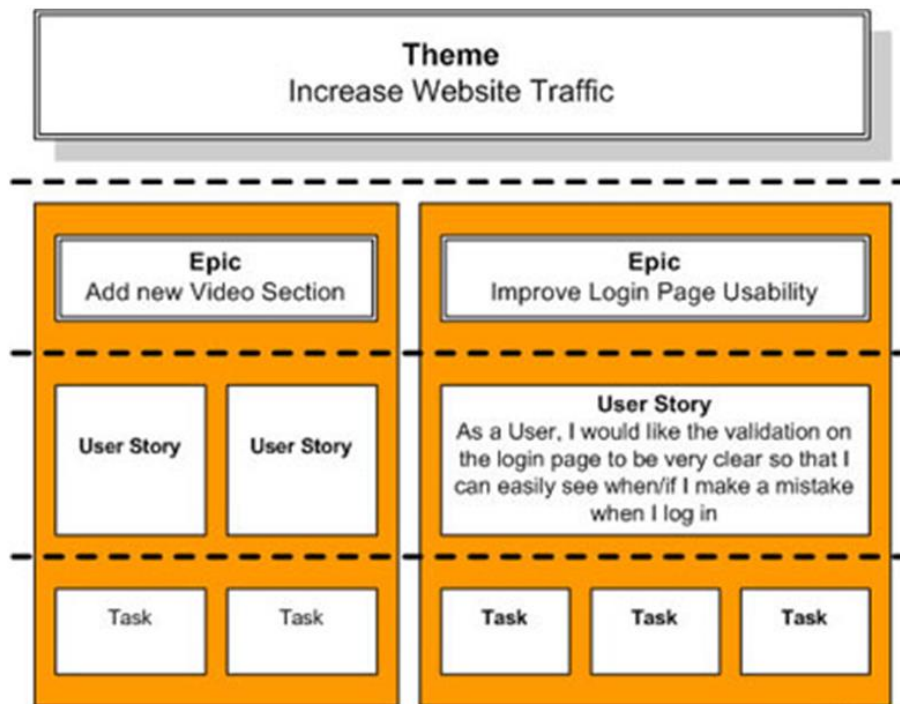 Theme
Increase Website Traffic
Epic
Add new Video Section
Epic
Improve Login Page Usability
User Story
User Story
User Story
As a User, I would like the validation on
the login page to be very clear so that I
can easily see when/if I make a mistake
when I log in
Task
Task
Task
Task
Task